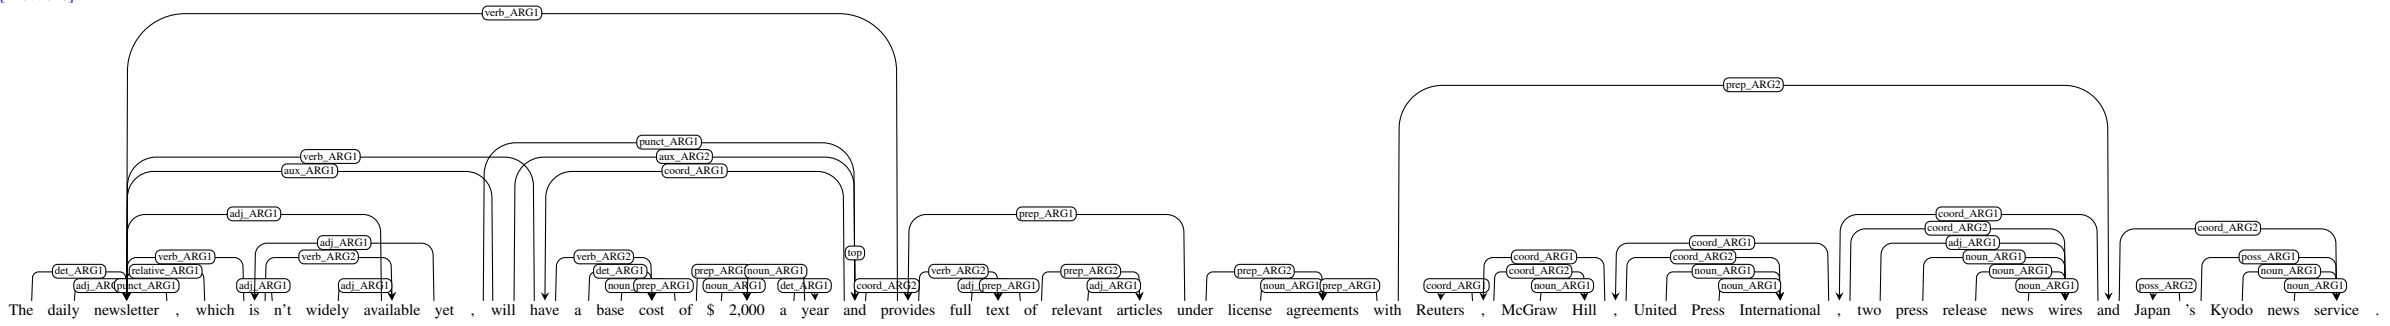 verb_ARG1
prep_ARG2
punct_ARG1
verb_ARG1 aux_ARG2
aux_ARG1 coord_ARG1
adj_ARG1 prep_ARG1 coord_ARG1
coord_ARG2 coord_ARG2
adj_ARG1 coord_ARG1 adj_ARG1
top
verb_ARG1 verb_ARG2 verb_ARG2 coord_ARG1 coord_ARG2 noun_ARG1 poss_ARG1
det_ARG1 relative_ARG1 det_ARG1 noun_ARG1 verb_ARG2 prep_ARG2 prep_ARG2 coord_ARG2 noun_ARG1 noun_ARG1 noun_ARG1
punct_ARG1 adj_ARG1 adj_ARG1 prep_ARG1 noun_ARG1 det_ARG1 coord_ARG2 prep_ARG1 adj_ARG1 noun_ARG1 prep_ARG1 noun_ARG1 noun_ARG1 noun_ARG1 poss_ARG2 noun_ARG1
The daily newsletter , which is n't widely available yet , will have a base cost of $ 2,000 a year and provides full text of relevant articles under license agreements with Reuters , McGraw Hill , United Press International , two press release news wires and Japan 's Kyodo news service .